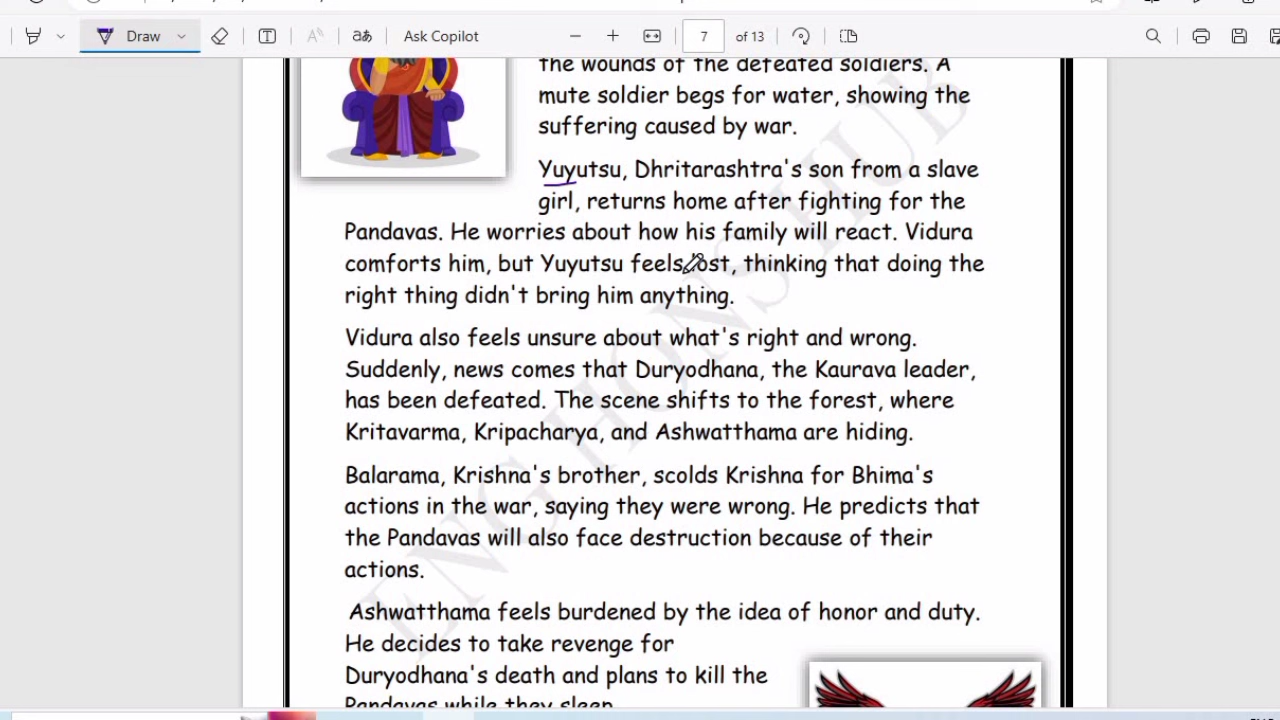 Draw
Ask Copilot
7 of 13
the wounds of the defeated soldiers. A
mute soldier begs for water, showing the
suffering caused by war.
Yuyutsu, Dhritarashtra's son from a slave
girl, returns home after fighting for the
Pandavas. He worries about how his family will react. Vidura
comforts him, but Yuyutsu feels lost, thinking that doing the
right thing didn't bring him anything.
Vidura also feels unsure about what's right and wrong.
Suddenly, news comes that Duryodhana, the Kaurava leader,
has been defeated. The scene shifts to the forest, where
Kritavarma, Kripacharya, and Ashwatthama are hiding.
Balarama, Krishna's brother, scolds Krishna for Bhima's
actions in the war, saying they were wrong. He predicts that
the Pandavas will also face destruction because of their
actions.
Ashwatthama feels burdened by the idea of honor and duty.
He decides to take revenge for
Duryodhana's death and plans to kill the
Pandavas while they sleep.
ENG HONS HUB